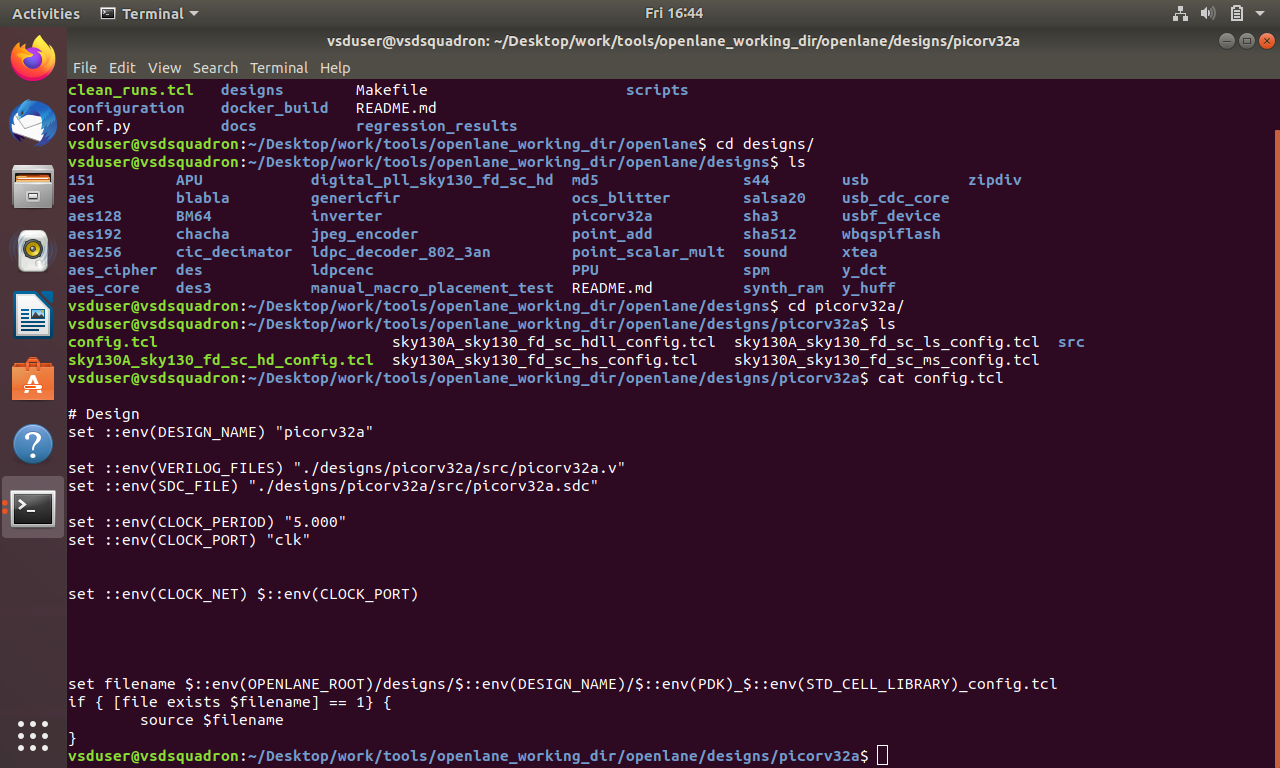 Activities Terminal Fri 16:44
vsduser@vsdsquadron: ~/Desktop/work/tools/openlane_working_dir/openlane/designs/picorv32a
File Edit View Search Terminal Help
clean_runs.tcl designs Makefile scripts
configuration docker_build README.md
conf.py docs regression_results
vsduser@vsdsquadron:~/Desktop/work/tools/openlane_working_dir/openlane$ cd designs/
vsduser@vsdsquadron:~/Desktop/work/tools/openlane_working_dir/openlane/designs$ ls
151 APU digital_pll_sky130_fd_sc_hd md5 s44 usb zipdiv
aes blabla genericfir ocs_blitter salsa20 usb_cdc_core
aes128 BM64 inverter picorv32a sha3 usbf_device
aes192 chacha jpeg_encoder point_add sha512 wbqspiflash
aes256 cic_decimator ldpc_decoder_802_3an point_scalar_mult sound xtea
aes_cipher des ldpcenc PPU spm y_dct
aes_core des3 manual_macro_placement_test README.md synth_ram y_huff
vsduser@vsdsquadron:~/Desktop/work/tools/openlane_working_dir/openlane/designs$ cd picorv32a/
vsduser@vsdsquadron:~/Desktop/work/tools/openlane_working_dir/openlane/designs/picorv32a$ ls
config.tcl sky130A_sky130_fd_sc_hdll_config.tcl sky130A_sky130_fd_sc_ls_config.tcl src
sky130A_sky130_fd_sc_hd_config.tcl sky130A_sky130_fd_sc_hs_config.tcl sky130A_sky130_fd_sc_ms_config.tcl
vsduser@vsdsquadron:~/Desktop/work/tools/openlane_working_dir/openlane/designs/picorv32a$ cat config.tcl
# Design
set ::env(DESIGN_NAME) "picorv32a"
set ::env(VERILOG_FILES) "./designs/picorv32a/src/picorv32a.v"
set ::env(SDC_FILE) "./designs/picorv32a/src/picorv32a.sdc"
set ::env(CLOCK_PERIOD) "5.000"
set ::env(CLOCK_PORT) "clk"
set ::env(CLOCK_NET) $::env(CLOCK_PORT)
set filename $::env(OPENLANE_ROOT)/designs/$::env(DESIGN_NAME)/$::env(PDK)_$::env(STD_CELL_LIBRARY)_config.tcl
if { [file exists $filename] == 1} {
source $filename
}
vsduser@vsdsquadron:~/Desktop/work/tools/openlane_working_dir/openlane/designs/picorv32a$